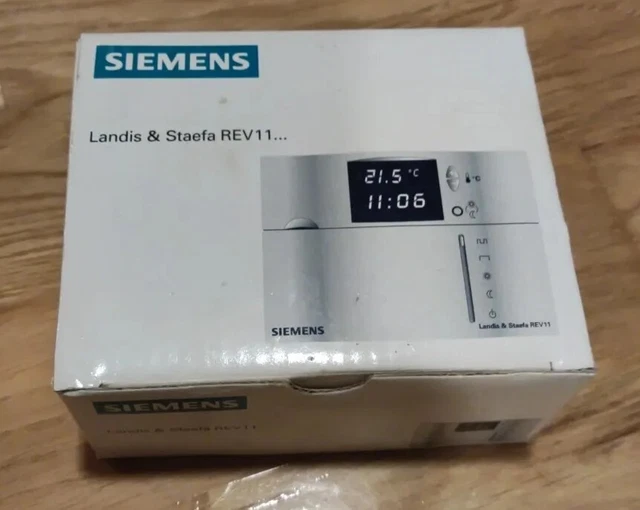 SIEMENS
Landis & Staefa REV11...
21.5 °C
11:06
°C
SIEMENS
Landis & Staefa REV11
SIEMENS
Landis & Staefa REV11